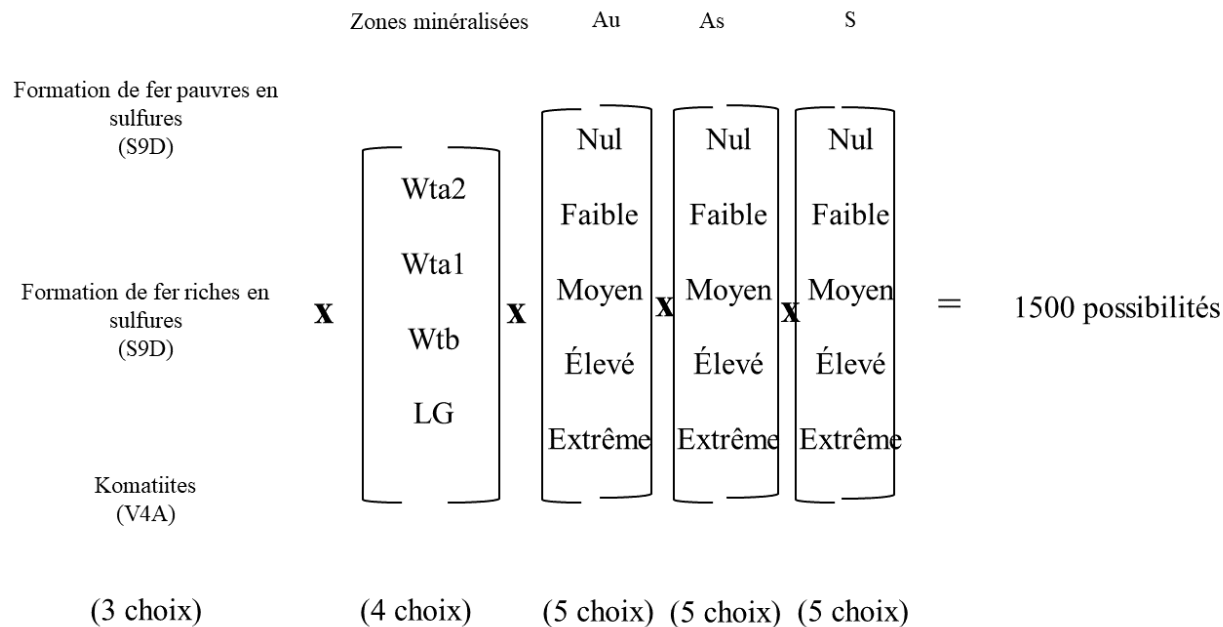 Zones minéralisées Au As S
Formation de fer pauvres en
sulfures
(S9D)
Formation de fer riches en
sulfures
(S9D)
Komatiites
(V4A)
(3 choix)
x
Wta2
Wta1
Wtb
LG
(4 choix)
x
Nul
Faible
Moyen
Élevé
Extrême
(5 choix)
x
Nul
Faible
Moyen
Élevé
Extrême
(5 choix)
x
Nul
Faible
Moyen
Élevé
Extrême
(5 choix)
= 1500 possibilités